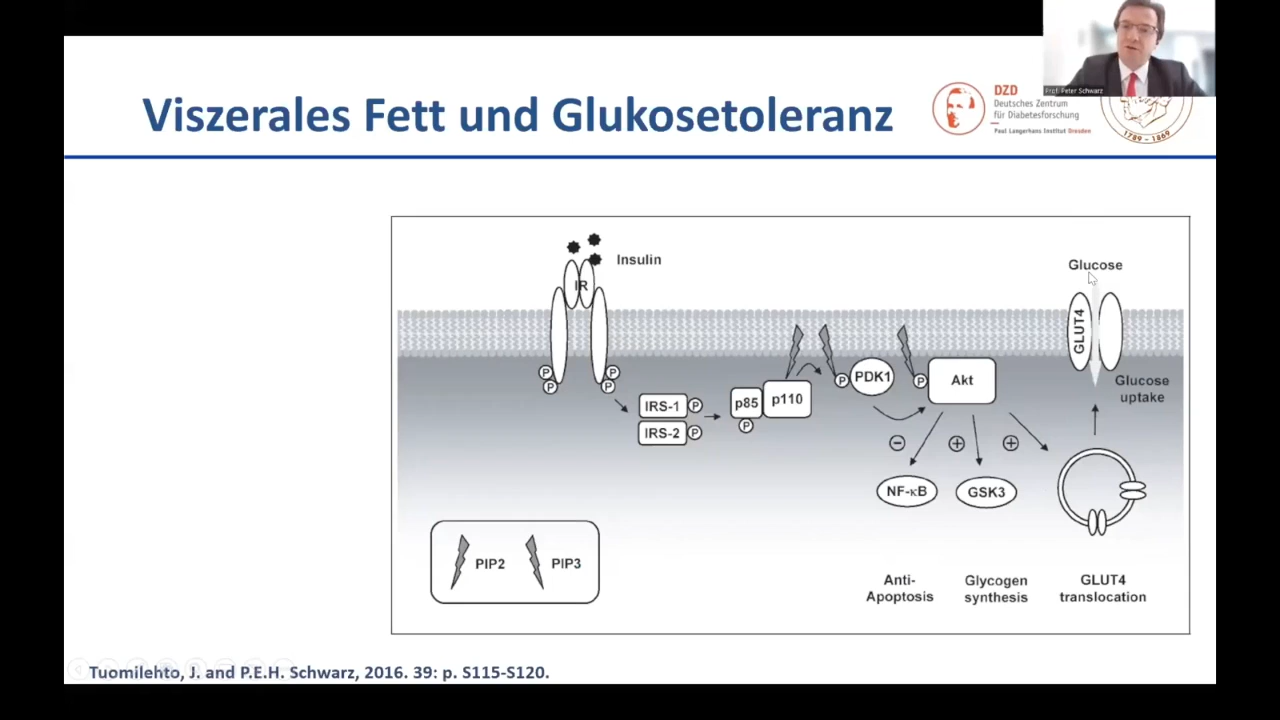 Prof. Peter Schwarz
Viszerales Fett und Glukosetoleranz
DZD
Deutsches Zentrum
für Diabetesforschung
Paul Langerhans Institut Dresden
1789 - 1869
Insulin
IR
P
P
P
P
IRS-1
P
IRS-2
P
p85
p110
P
P
PDK1
P
Akt
Glucose
GLUT4
Glucose
uptake
−
+
+
NF-κB
GSK3
PIP2
PIP3
Anti-
Apoptosis
Glycogen
synthesis
GLUT4
translocation
Tuomilehto, J. and P.E.H. Schwarz, 2016. 39: p. S115-S120.